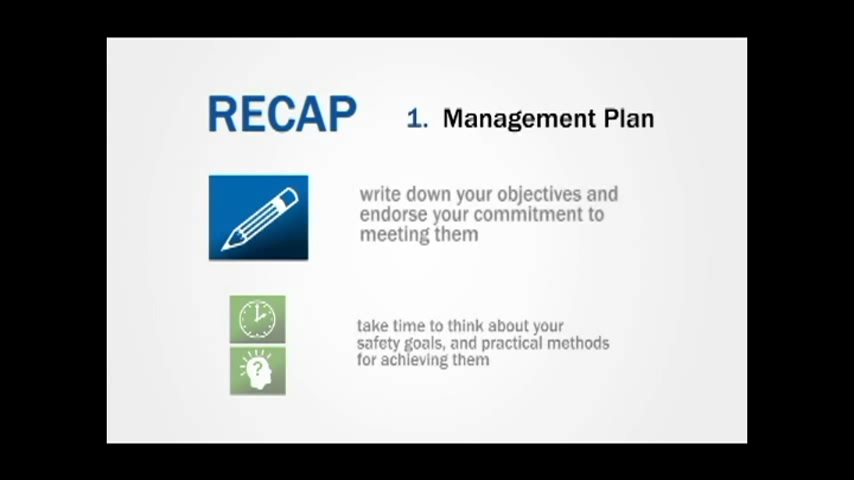 RECAP 1. Management Plan
write down your objectives and
endorse your commitment to
meeting them
take time to think about your
safety goals, and practical methods
for achieving them
?